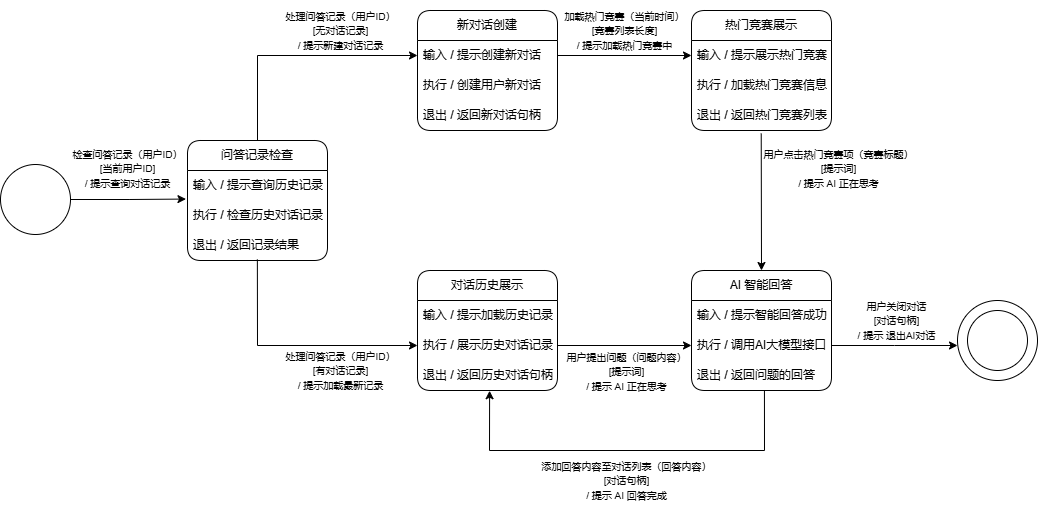 处理问答记录（用户ID）
[无对话记录]
/ 提示新建对话记录
新对话创建
输入 / 提示创建新对话
执行 / 创建用户新对话
退出 / 返回新对话句柄
加载热门竞赛（当前时间）
[竞赛列表长度]
/ 提示加载热门竞赛中
热门竞赛展示
输入 / 提示展示热门竞赛
执行 / 加载热门竞赛信息
退出 / 返回热门竞赛列表
检查问答记录（用户ID）
[当前用户ID]
/ 提示查询对话记录
问答记录检查
输入 / 提示查询历史记录
执行 / 检查历史对话记录
退出 / 返回记录结果
用户点击热门竞赛项（竞赛标题）
[提示词]
/ 提示 AI 正在思考
处理问答记录（用户ID）
[有对话记录]
/ 提示加载最新记录
对话历史展示
输入 / 提示加载历史记录
执行 / 展示历史对话记录
退出 / 返回历史对话句柄
用户提出问题（问题内容）
[提示词]
/ 提示 AI 正在思考
AI 智能回答
输入 / 提示智能回答成功
执行 / 调用AI大模型接口
退出 / 返回问题的回答
用户关闭对话
[对话句柄]
/ 提示 退出AI对话
添加回答内容至对话列表（回答内容）
[对话句柄]
/ 提示 AI 回答完成